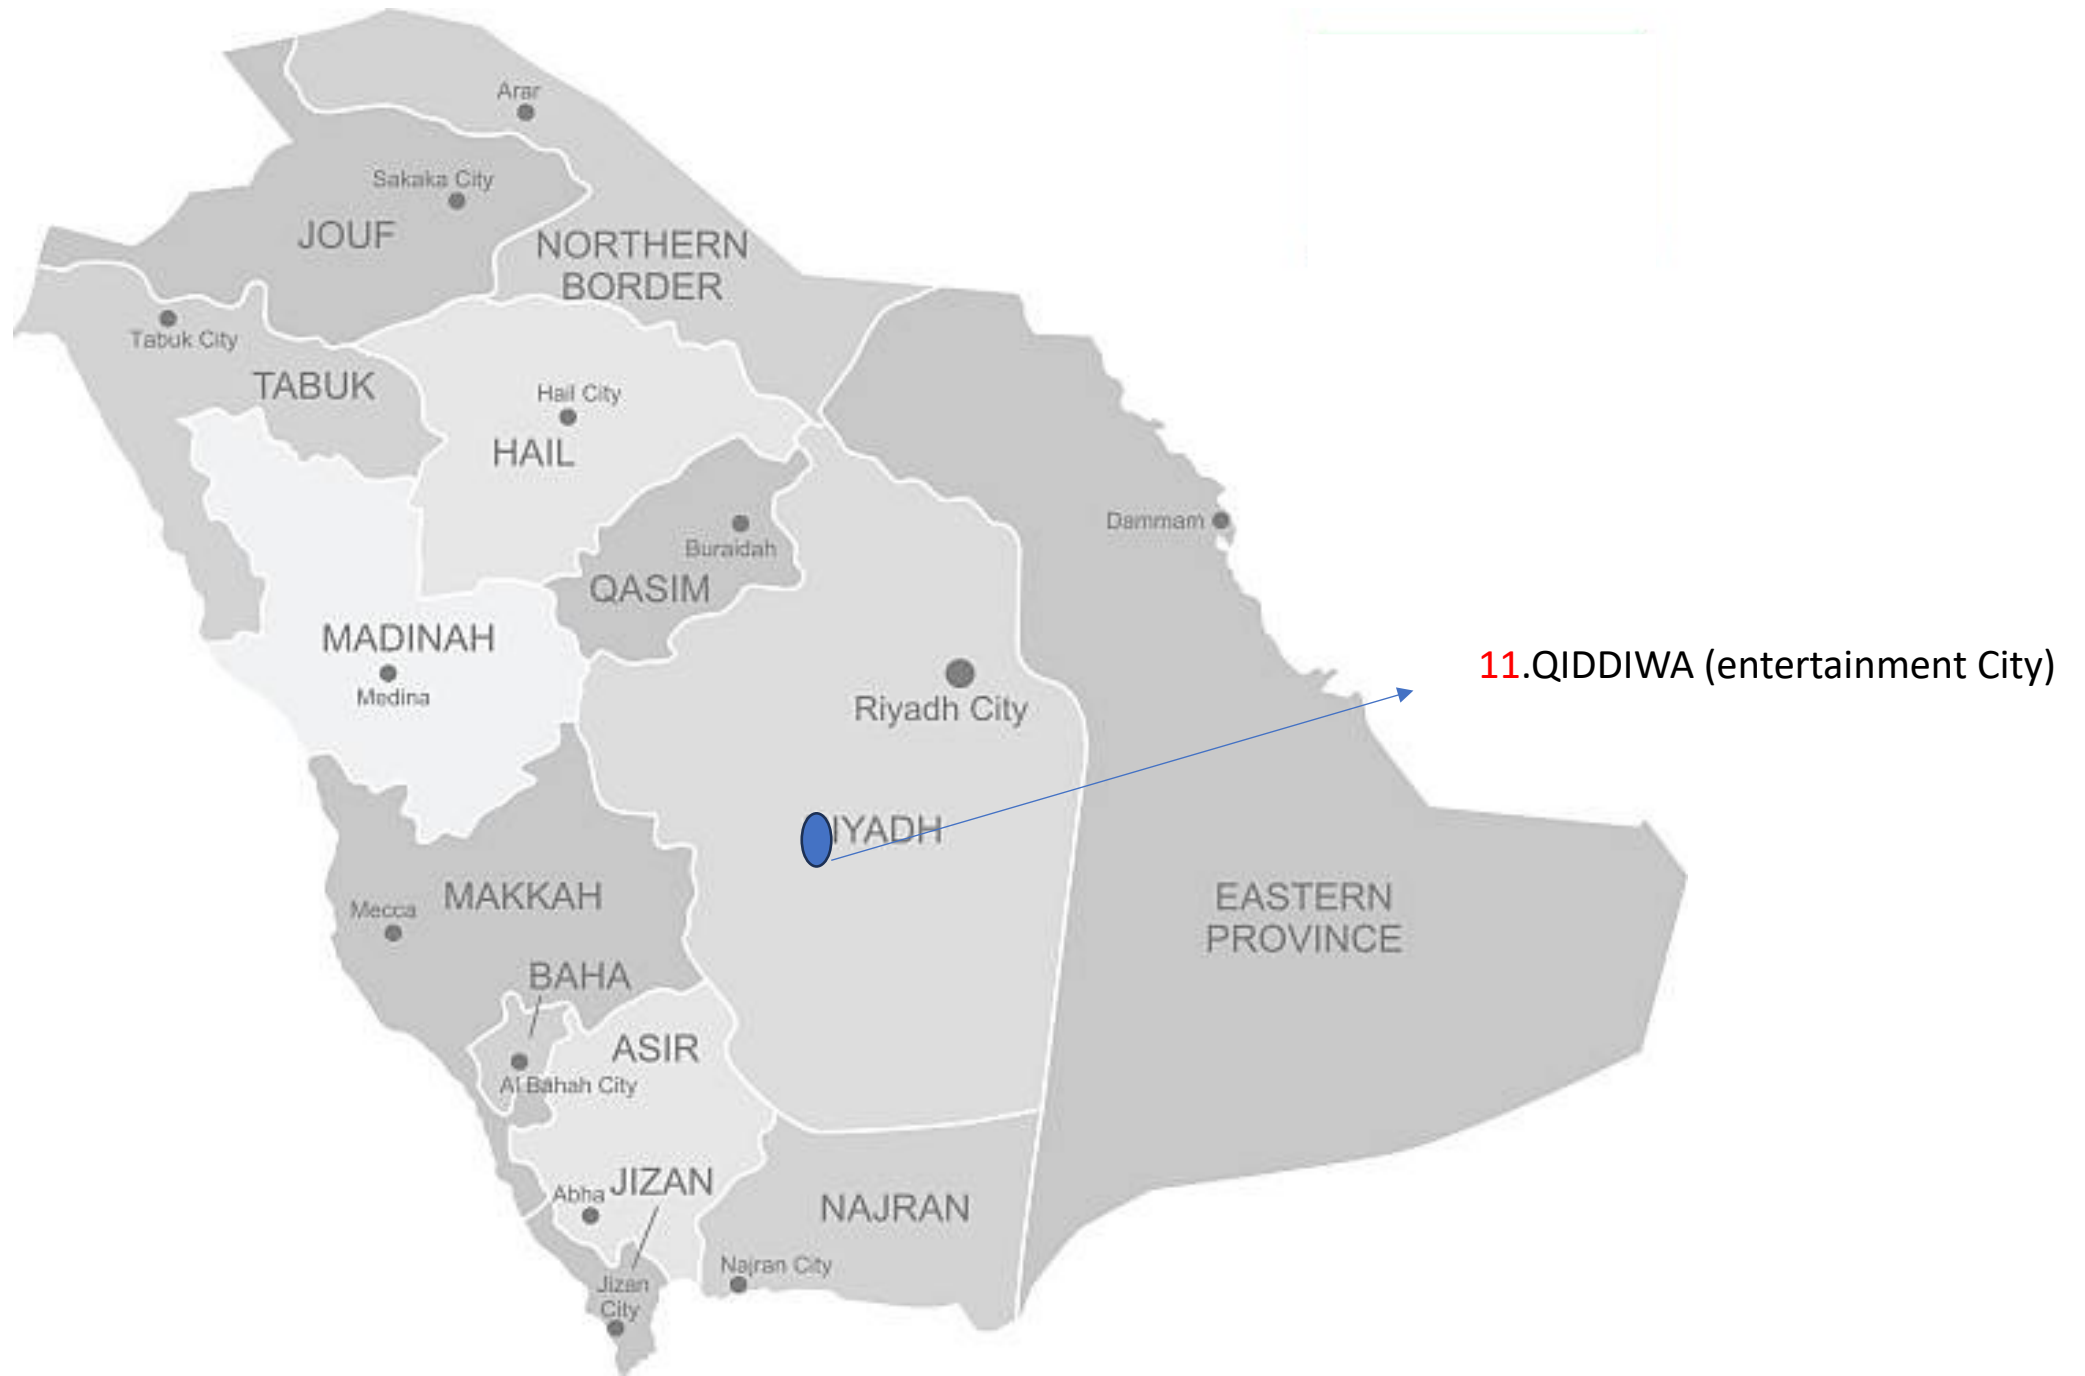 Arar
Sakaka City
JOUF
NORTHERN
BORDER
Tabuk City
TABUK
Hail City
HAIL
Dammam
Buraidah
QASIM
MADINAH
Medina
11.QIDDIWA (entertainment City)
Riyadh City
IYADH
MAKKAH
Mecca
EASTERN
PROVINCE
BAHA
ASIR
Al Bahah City
JIZAN
Abha
NAJRAN
Najran City
Jizan
City